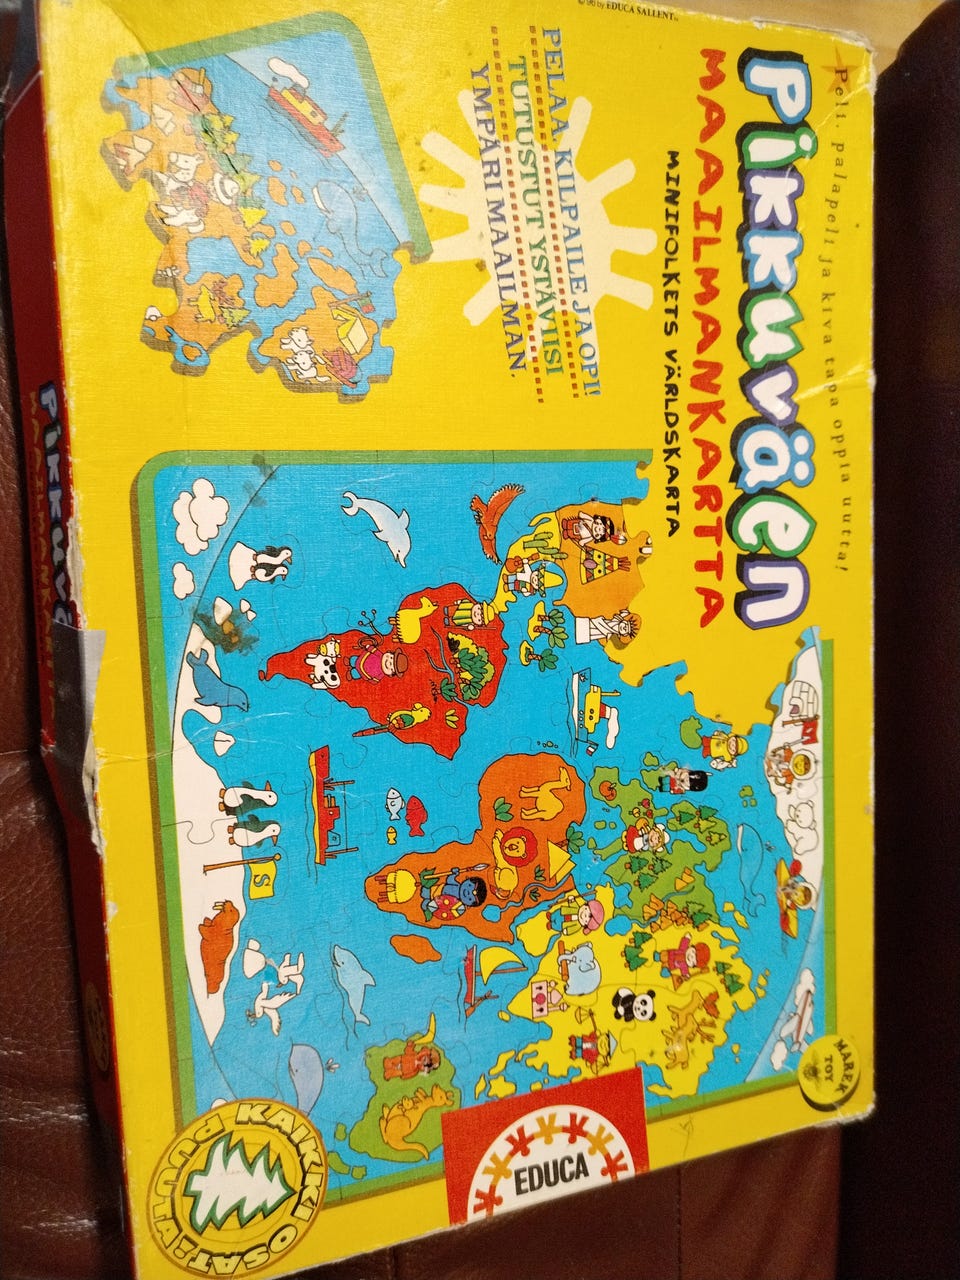 © 96 by EDUCA SALLENT
Peli, palapeli ja kiva tapa oppia uutta!
Pikkuväen
MAAILMANKARTTA
MINIFOLKETS VÄRLDSKARTA
PELAA, KILPAILE JA OPI!
TUTUSTUT YSTÄVIISI
YMPÄRI MAAILMAN.
S
MAREK
TOY
EDUCA
KAIKKI OSAT PUUTA!
Pikkuvä